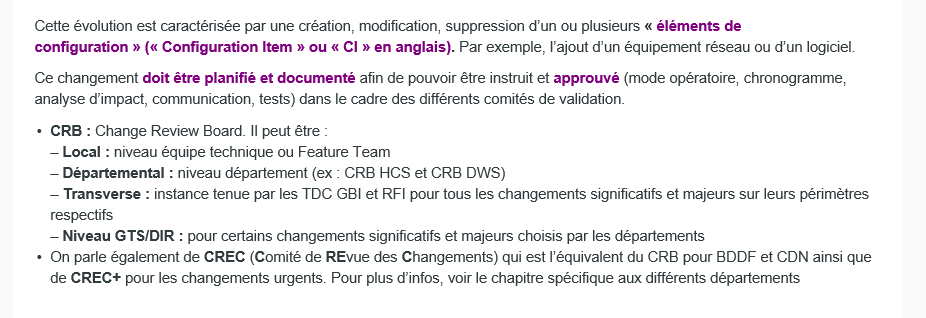 Cette évolution est caractérisée par une création, modification, suppression d’un ou plusieurs « éléments de
configuration » (« Configuration Item » ou « CI » en anglais). Par exemple, l’ajout d’un équipement réseau ou d’un logiciel.
Ce changement doit être planifié et documenté afin de pouvoir être instruit et approuvé (mode opératoire, chronogramme,
analyse d’impact, communication, tests) dans le cadre des différents comités de validation.
• CRB : Change Review Board. Il peut être :
– Local : niveau équipe technique ou Feature Team
– Départemental : niveau département (ex : CRB HCS et CRB DWS)
– Transverse : instance tenue par les TDC GBI et RFI pour tous les changements significatifs et majeurs sur leurs périmètres
respectifs
– Niveau GTS/DIR : pour certains changements significatifs et majeurs choisis par les départements
• On parle également de CREC (Comité de REvue des Changements) qui est l’équivalent du CRB pour BDDF et CDN ainsi que
de CREC+ pour les changements urgents. Pour plus d’infos, voir le chapitre spécifique aux différents départements